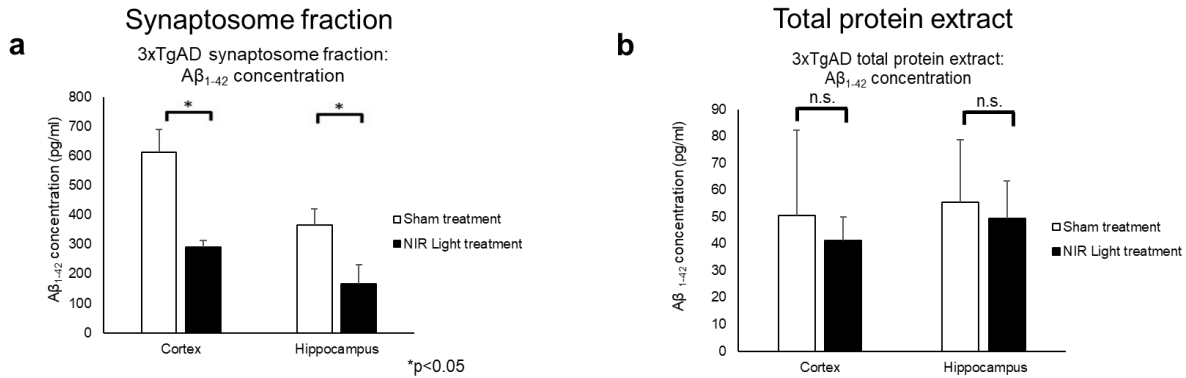 Synaptosome fraction
a
3xTgAD synaptosome fraction:
Aβ1-42 concentration
800
700
600
500
400
300
200
100
0
Aβ1-42 concentration (pg/ml)
*
*
Cortex
Hippocampus
Sham treatment
NIR Light treatment
*p<0.05
Total protein extract
b
3xTgAD total protein extract:
Aβ1-42 concentration
90
80
70
60
50
40
30
20
10
0
Aβ 1-42 concentration (pg/ml)
n.s.
n.s.
Cortex
Hippocampus
Sham treatment
NIR Light treatment